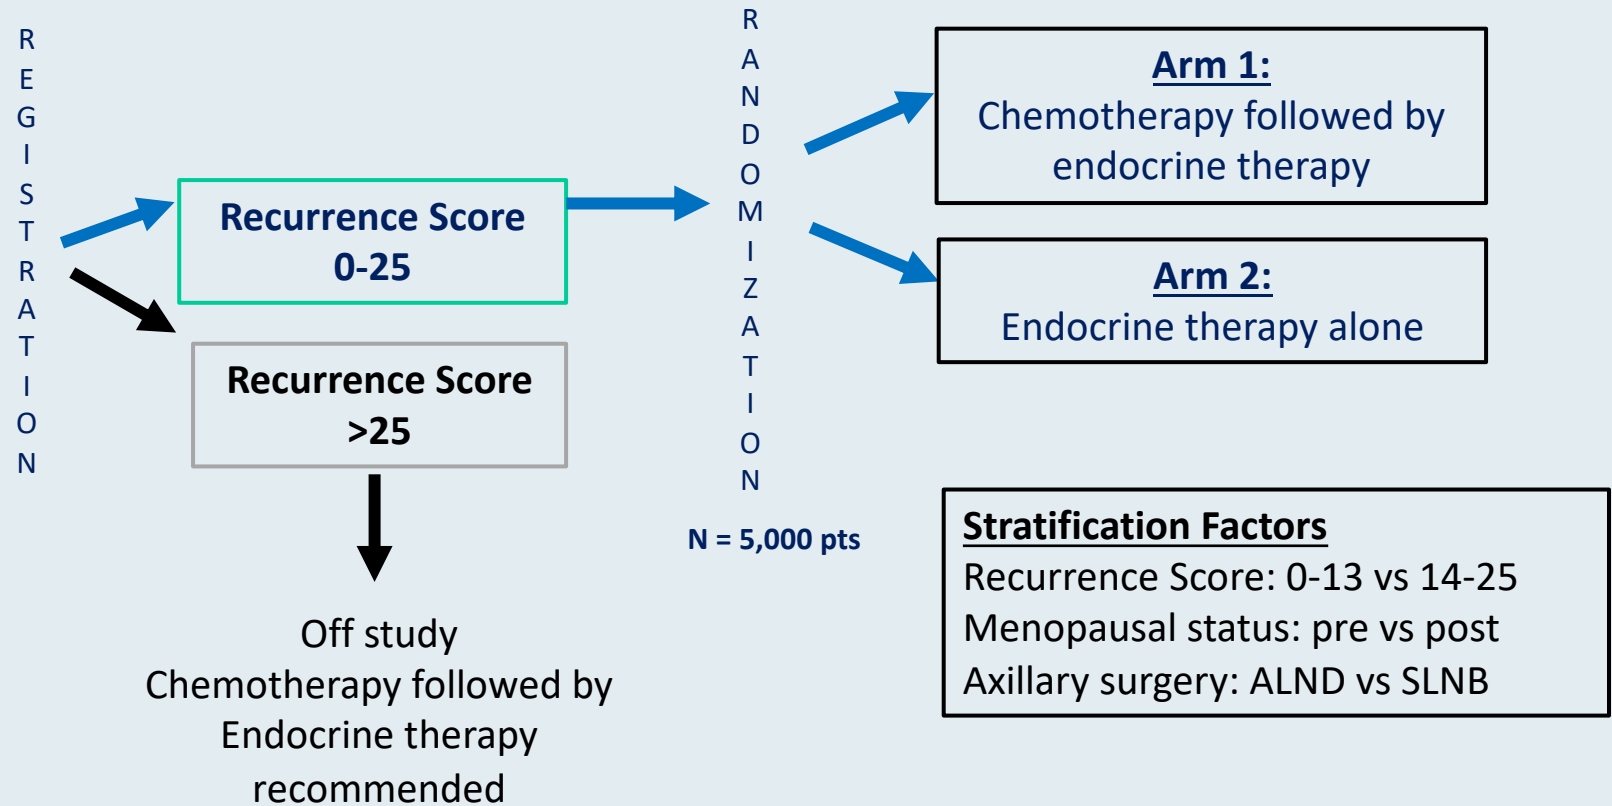 REGISTRATION
Recurrence Score
0-25
Recurrence Score
>25
Off study
Chemotherapy followed by
Endocrine therapy
recommended
RANDOMIZATION
N = 5,000 pts
Arm 1:
Chemotherapy followed by
endocrine therapy
Arm 2:
Endocrine therapy alone
Stratification Factors
Recurrence Score: 0-13 vs 14-25
Menopausal status: pre vs post
Axillary surgery: ALND vs SLNB